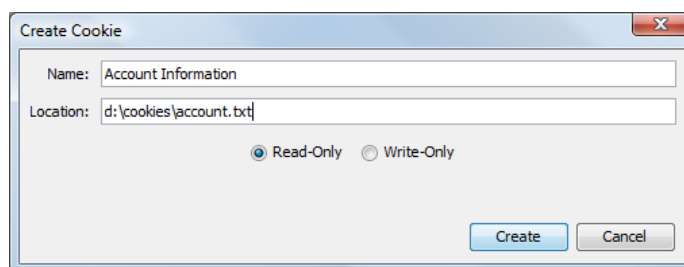 Create Cookie
Name: Account Information
Location: d:\cookies\account.txt
Read-Only Write-Only
Create Cancel